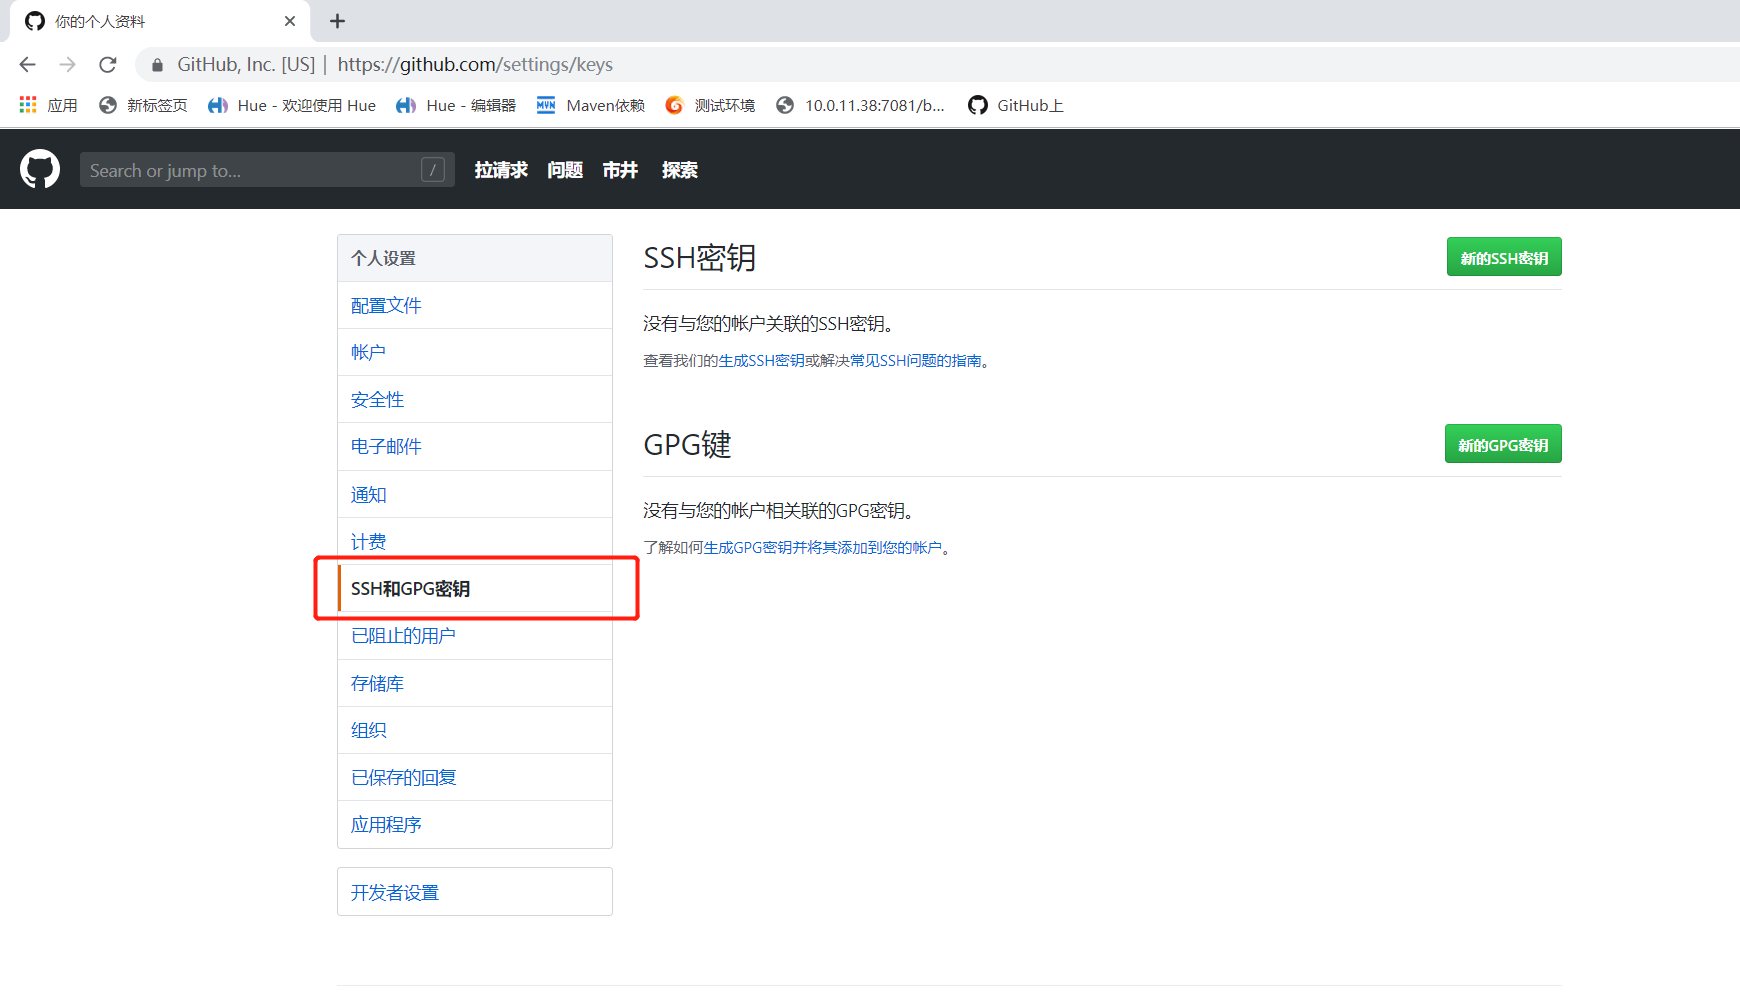 你的个人资料
GitHub, Inc. [US] | https://github.com/settings/keys
应用 新标签页 Hue - 欢迎使用 Hue Hue - 编辑器 MVN Maven依赖 测试环境 10.0.11.38:7081/b... GitHub上
Search or jump to... / 拉请求 问题 市井 探索
个人设置
配置文件
帐户
安全性
电子邮件
通知
计费
SSH和GPG密钥
已阻止的用户
存储库
组织
已保存的回复
应用程序
开发者设置
SSH密钥
新的SSH密钥
没有与您的帐户关联的SSH密钥。
查看我们的生成SSH密钥或解决常见SSH问题的指南。
GPG键
新的GPG密钥
没有与您的帐户相关联的GPG密钥。
了解如何生成GPG密钥并将其添加到您的帐户。